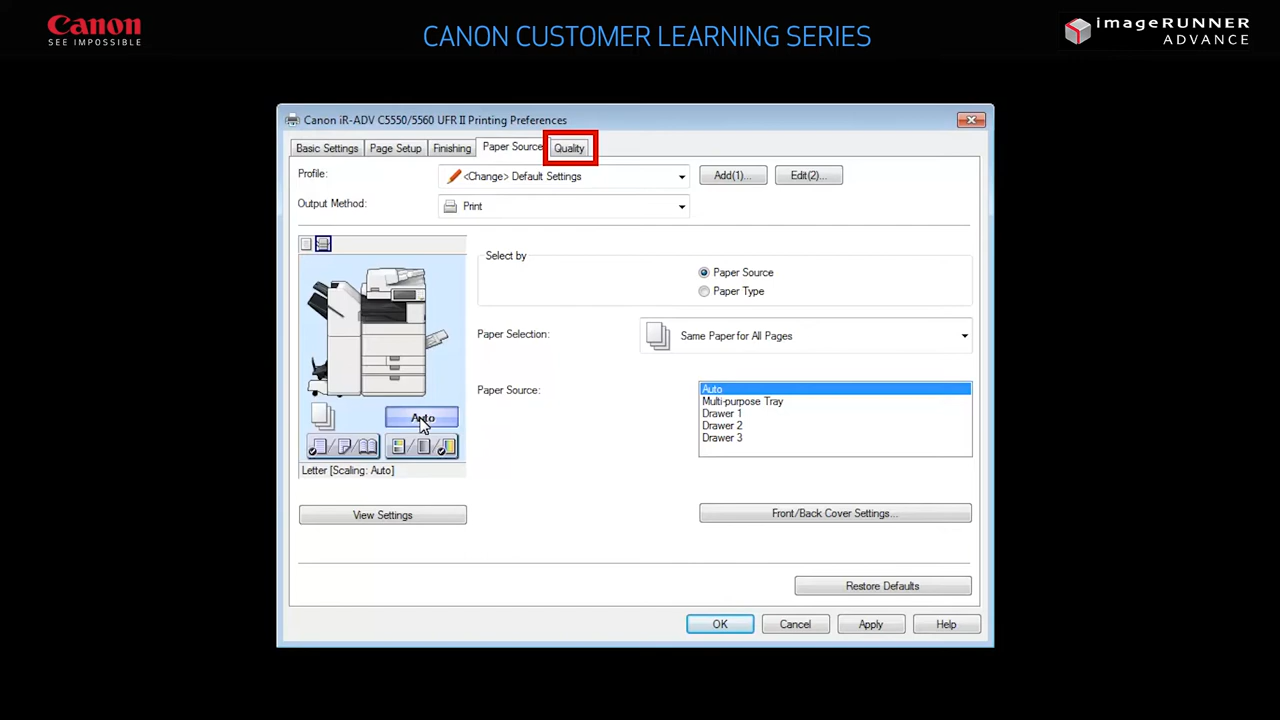 Canon
SEE IMPOSSIBLE
CANON CUSTOMER LEARNING SERIES
imageRUNNER
ADVANCE
Canon iR-ADV C5550/5560 UFR II Printing Preferences
Basic Settings Page Setup Finishing Paper Source Quality
Profile: <Change> Default Settings Add(1)... Edit(2)...
Output Method: Print
Select by
Paper Source
Paper Type
Paper Selection: Same Paper for All Pages
Paper Source: Auto
Multi-purpose Tray
Drawer 1
Drawer 2
Drawer 3
Auto
Letter [Scaling: Auto]
View Settings Front/Back Cover Settings...
Restore Defaults
OK Cancel Apply Help